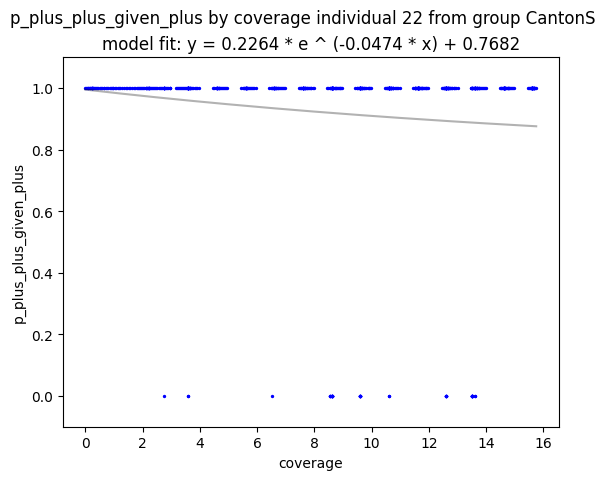 p_plus_plus_given_plus by coverage individual 22 from group CantonS
model fit: y = 0.2264 * e ^ (-0.0474 * x) + 0.7682
1.0
0.8
0.6
0.4
0.2
0.0
p_plus_plus_given_plus
0 2 4 6 8 10 12 14 16
coverage